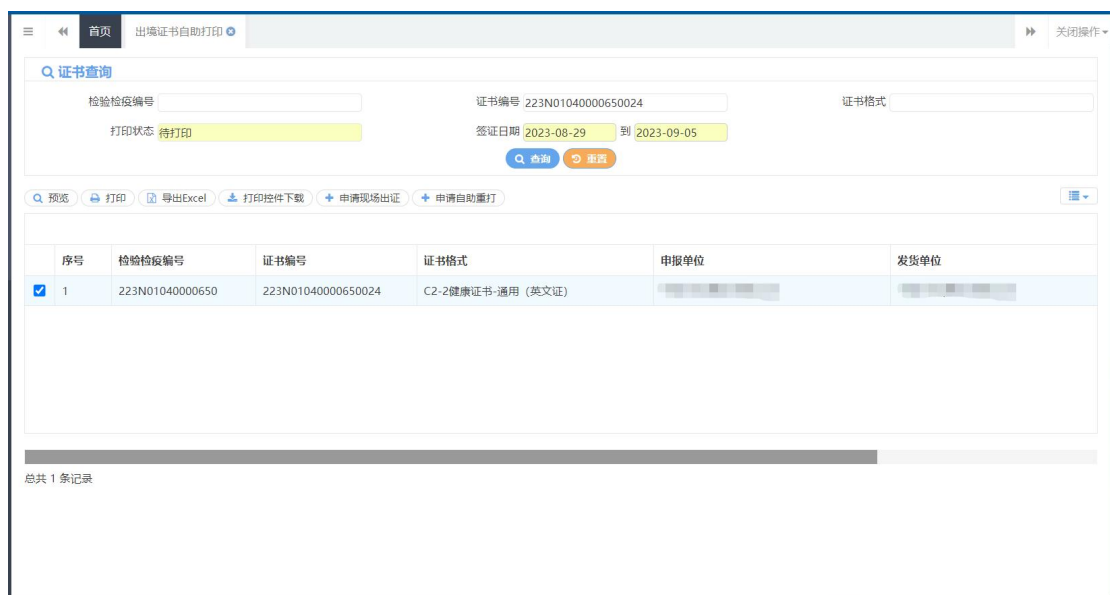 首页 出境证书自助打印 关闭操作
证书查询
检验检疫编号 证书编号 223N01040000650024 证书格式
打印状态 待打印 签证日期 2023-08-29 到 2023-09-05
查询 重置
预览 打印 导出Excel 打印控件下载 申请现场出证 申请自助重打
序号 检验检疫编号 证书编号 证书格式 申报单位 发货单位
1 223N01040000650 223N01040000650024 C2-2健康证书-通用（英文证）
总共 1 条记录